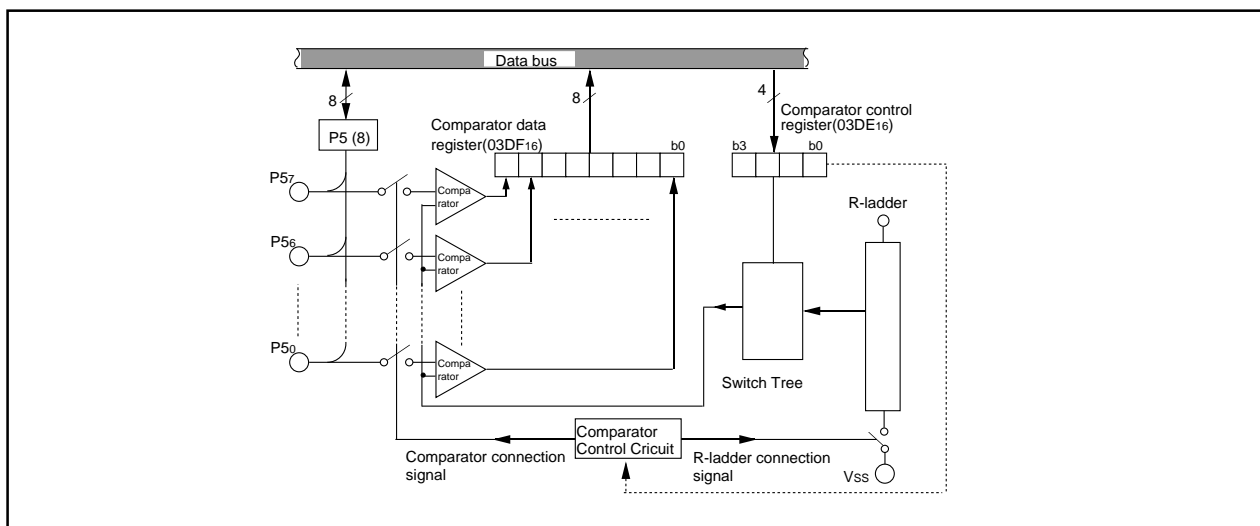 Data bus
8
8
4
Comparator control
register(03DE16)
P5 (8)
Comparator data
register(03DF16)
b0
b3
b0
P57
Compa
rator
R-ladder
P56
Compa
rator
P50
Compa
rator
Switch Tree
Comparator
Control Cricuit
Comparator connection
signal
R-ladder connection
signal
VSS